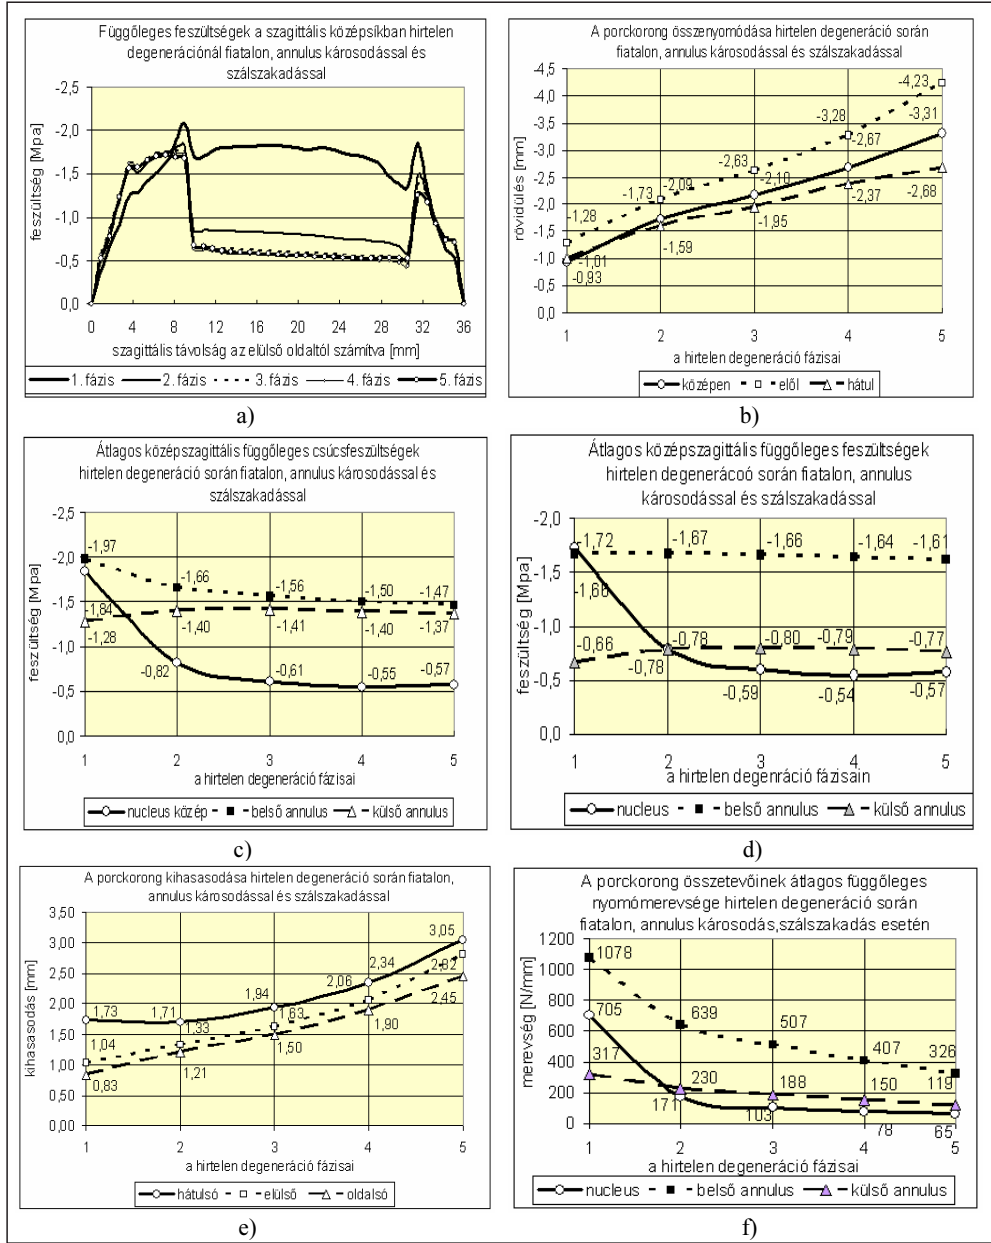 Függőleges feszültségek a szagittális középsíkban hirtelen
degenerációnál fiatalon, annulus károsodással és
szálszakadással
feszültség [Mpa]
-2,5
-2,0
-1,5
-1,0
-0,5
0,0
0 4 8 12 16 20 24 28 32 36
szagittális távolság az elülső oldaltól számítva [mm]
1. fázis 2. fázis 3. fázis 4. fázis 5. fázis
a)
A porckorong összenyomódása hirtelen degeneráció során
fiatalon, annulus károsodással és szálszakadással
rövidülés [mm]
-4,5
-4,0
-3,5
-3,0
-2,5
-2,0
-1,5
-1,0
-0,5
0,0
-4,23
-3,28
-3,31
-2,63
-2,67
-1,73
-2,09
-2,10
-2,37
-2,68
-1,28
-1,95
-1,59
-1,01
-0,93
1 2 3 4 5
a hirtelen degeneráció fázisai
középen elől hátul
b)
Átlagos középszagittális függőleges csúcsfeszültségek
hirtelen degeneráció során fiatalon, annulus károsodással és
szálszakadással
feszültség [Mpa]
-2,5
-2,0
-1,5
-1,0
-0,5
0,0
-1,97
-1,66
-1,56
-1,50
-1,47
-1,84
-1,28
-1,40
-1,41
-1,40
-1,37
-0,82
-0,61
-0,55
-0,57
1 2 3 4 5
a hirtelen degeneráció fázisai
nucleus közép belső annulus külső annulus
c)
Átlagos középszagittális függőleges feszültségek
hirtelen degenerácoó során fiatalon, annulus
károsodással és szálszakadással
feszültség [Mpa]
-2,0
-1,5
-1,0
-0,5
0,0
-1,72
-1,67
-1,66
-1,64
-1,61
-1,66
-0,66
-0,78
-0,80
-0,79
-0,77
-0,78
-0,59
-0,54
-0,57
1 2 3 4 5
a hirtelen degenráció fázisain
nucleus belső annulus külső annulus
d)
A porckorong kihasasodása hirtelen degeneráció során fiatalon,
annulus károsodással és szálszakadással
kihasasodás [mm]
3,50
3,00
2,50
2,00
1,50
1,00
0,50
0,00
3,05
2,34
2,82
2,06
1,94
1,73
1,71
1,63
2,45
1,33
1,90
1,04
1,50
1,21
0,83
1 2 3 4 5
a hirtelen degeneráció fázisai
hátulsó elülső oldalsó
e)
A porckorong összetevőinek átlagos függőleges
nyomómerevsége hirtelen degeneráció során
fiatalon, annulus károsodás,szálszakadás esetén
merevség [N/mm]
1200
1000
800
600
400
200
0
1078
705
639
507
407
326
317
230
188
150
119
171
103
78
65
1 2 3 4 5
a hirtelen degeneráció fázisai
nucleus belső annulus külső annulus
f)